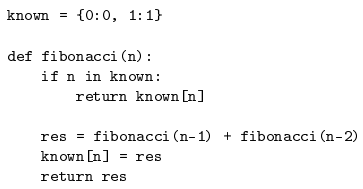 known = {0:0, 1:1}

def fibonacci(n):
    if n in known:
        return known[n]

    res = fibonacci(n-1) + fibonacci(n-2)
    known[n] = res
    return res